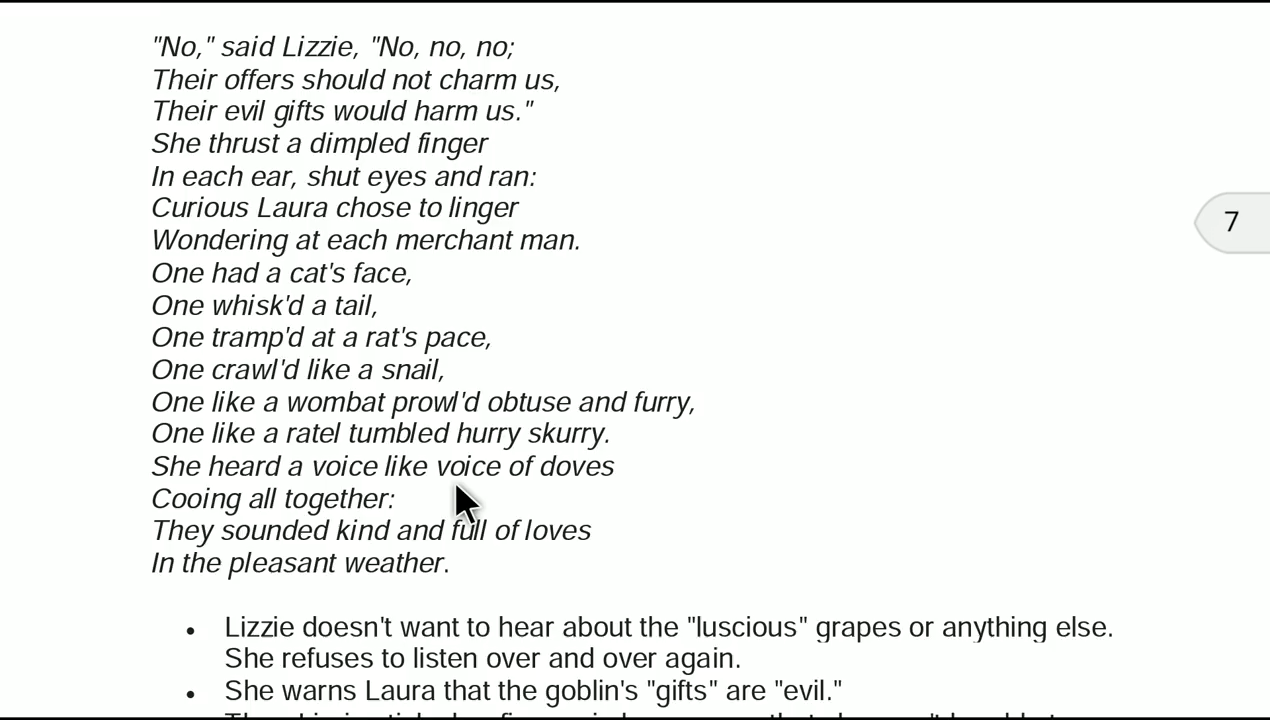 "No," said Lizzie, "No, no, no;
Their offers should not charm us,
Their evil gifts would harm us."
She thrust a dimpled finger
In each ear, shut eyes and ran:
Curious Laura chose to linger
Wondering at each merchant man.
One had a cat's face,
One whisk'd a tail,
One tramp'd at a rat's pace,
One crawl'd like a snail,
One like a wombat prowl'd obtuse and furry,
One like a ratel tumbled hurry skurry.
She heard a voice like voice of doves
Cooing all together:
They sounded kind and full of loves
In the pleasant weather.
7
• Lizzie doesn't want to hear about the "luscious" grapes or anything else.
She refuses to listen over and over again.
• She warns Laura that the goblin's "gifts" are "evil."